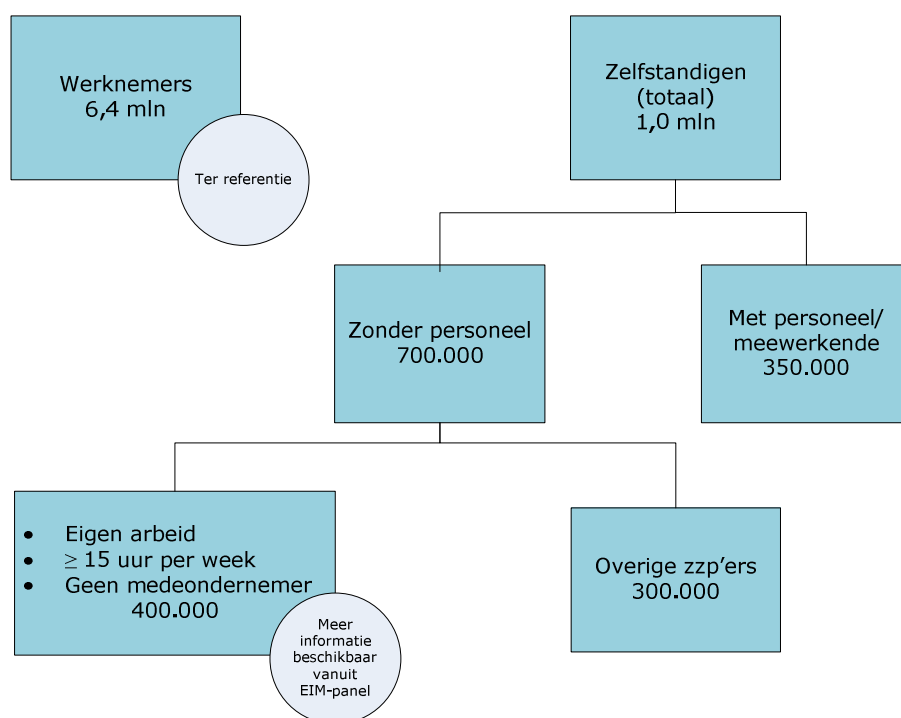 Werknemers
6,4 mln
Ter referentie
Zelfstandigen
(totaal)
1,0 mln
Zonder personeel
700.000
Met personeel/
meewerkende
350.000
• Eigen arbeid
• ≥ 15 uur per week
• Geen medeondernemer
400.000
Meer
informatie
beschikbaar
vanuit
EIM-panel
Overige zzp'ers
300.000